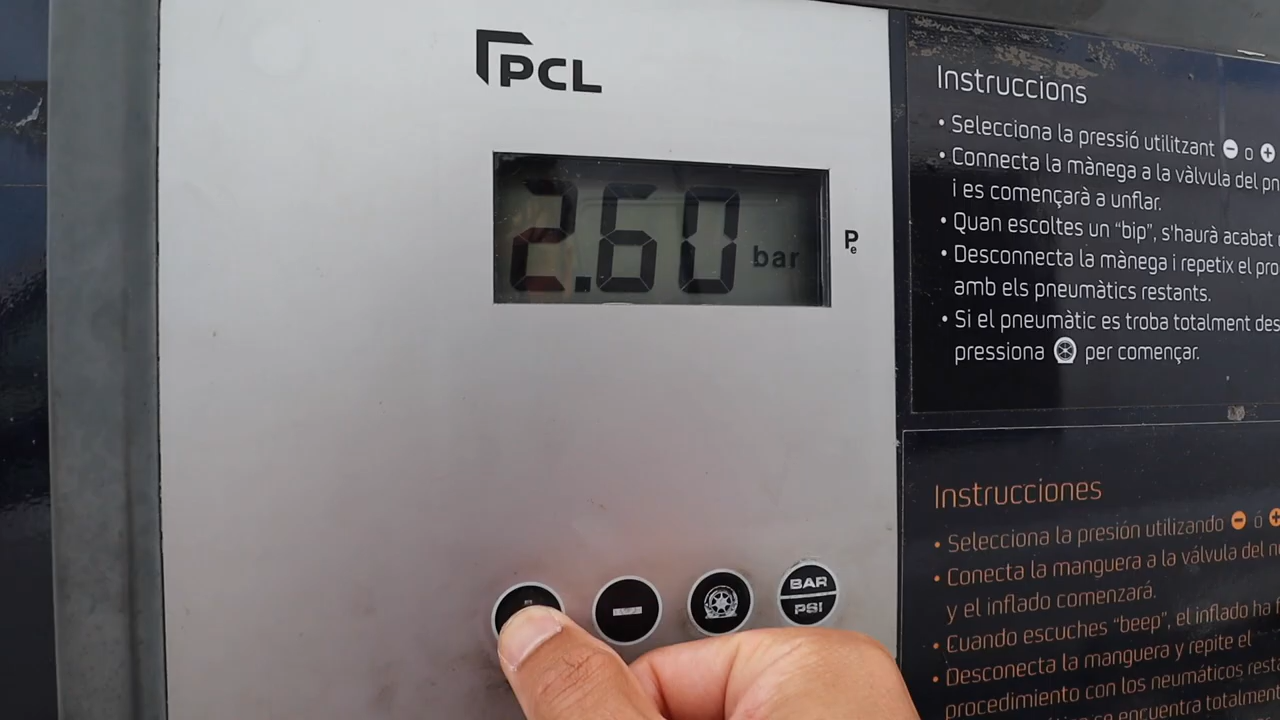 PCL
2.60 bar
Pe
BAR
PSI
Instruccions
• Selecciona la pressió utilitzant - o +
• Connecta la mànega a la vàlvula del
i es començarà a unflar.
• Quan escoltes un “bip”, s'haurà acabat
• Desconnecta la mànega i repetix el
amb els pneumàtics restants.
• Si el pneumàtic es troba totalment
pressiona per començar.
Instrucciones
• Selecciona la presión utilizando - ó +
• Conecta la manguera a la válvula del
y el inflado comenzará.
• Cuando escuches “beep”, el inflado ha
• Desconecta la manguera y repite el
procedimiento con los neumáticos
se encuentra